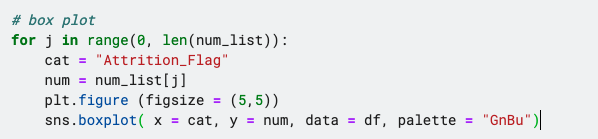 # box plot
for j in range(0, len(num_list)):
    cat = "Attrition_Flag"
    num = num_list[j]
    plt.figure (figsize = (5,5))
    sns.boxplot( x = cat, y = num, data = df, palette = "GnBu")